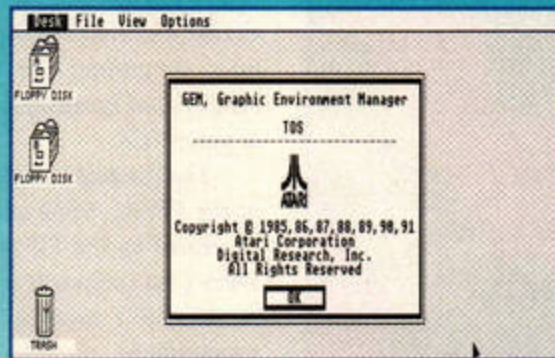 Desk File View Options
FLOPPY DISK
FLOPPY DISK
GEM, Graphic Environment Manager
TOS
ATARI
Copyright © 1985,86,87,88,89,90,91
Atari Corporation
Digital Research, Inc.
All Rights Reserved
OK
TRASH